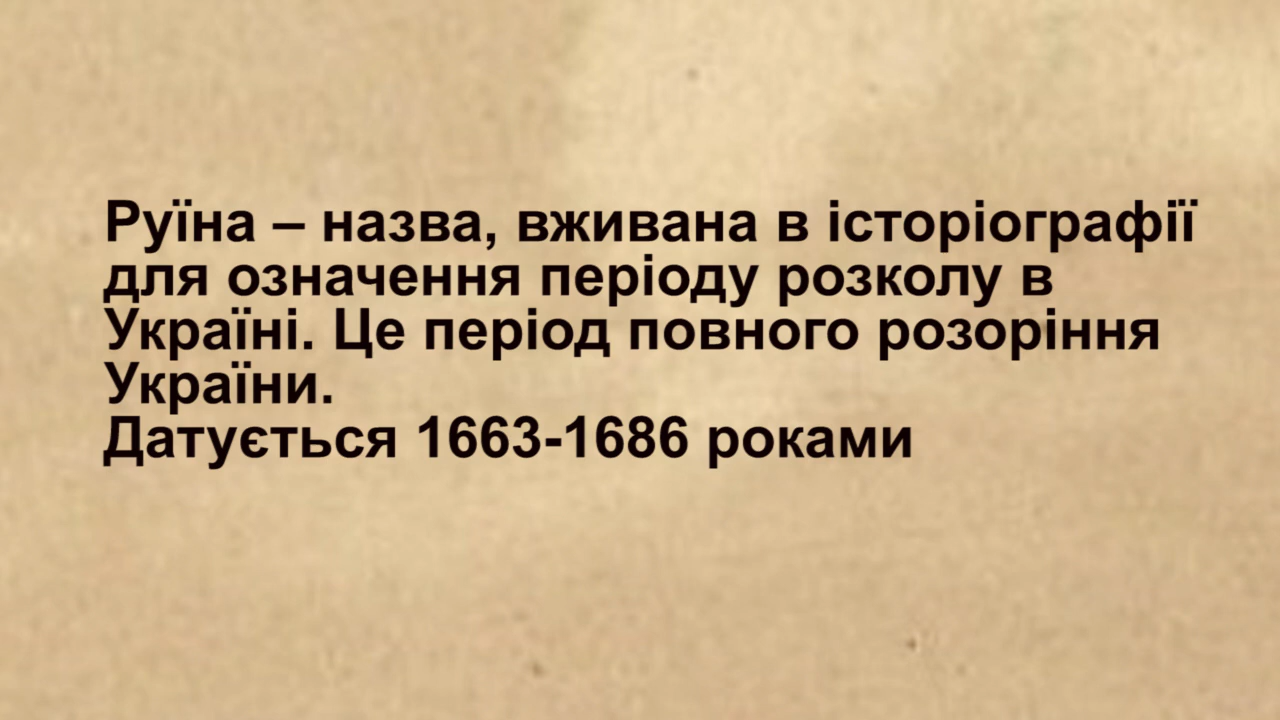 Руїна – назва, вживана в історіографії
для означення періоду розколу в
Україні. Це період повного розоріння
України.
Датується 1663-1686 роками